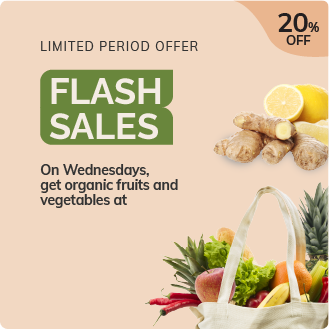 20%
OFF
LIMITED PERIOD OFFER
FLASH
SALES
On Wednesdays,
get organic fruits and
vegetables at